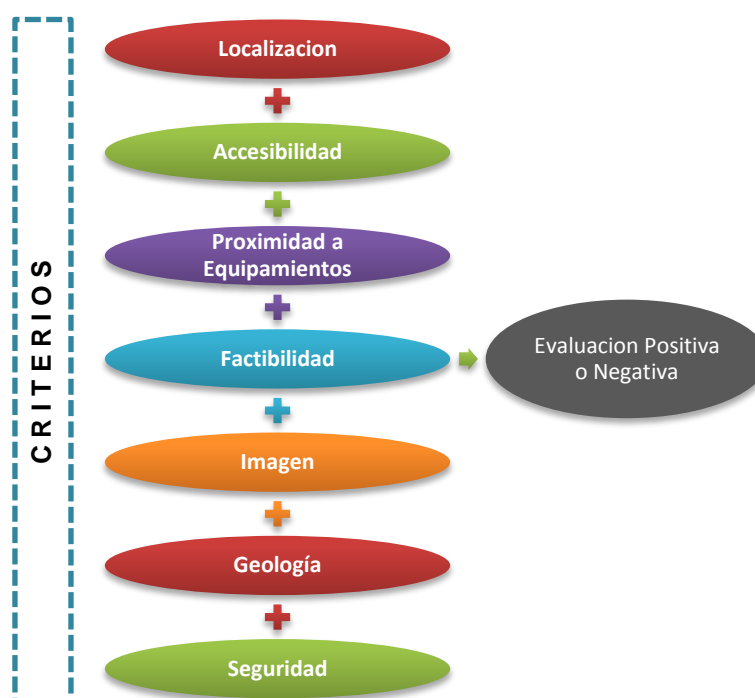 CRITERIOS
Localizacion
Accesibilidad
Proximidad a
Equipamientos
Factibilidad
Evaluacion Positiva
o Negativa
Imagen
Geología
Seguridad